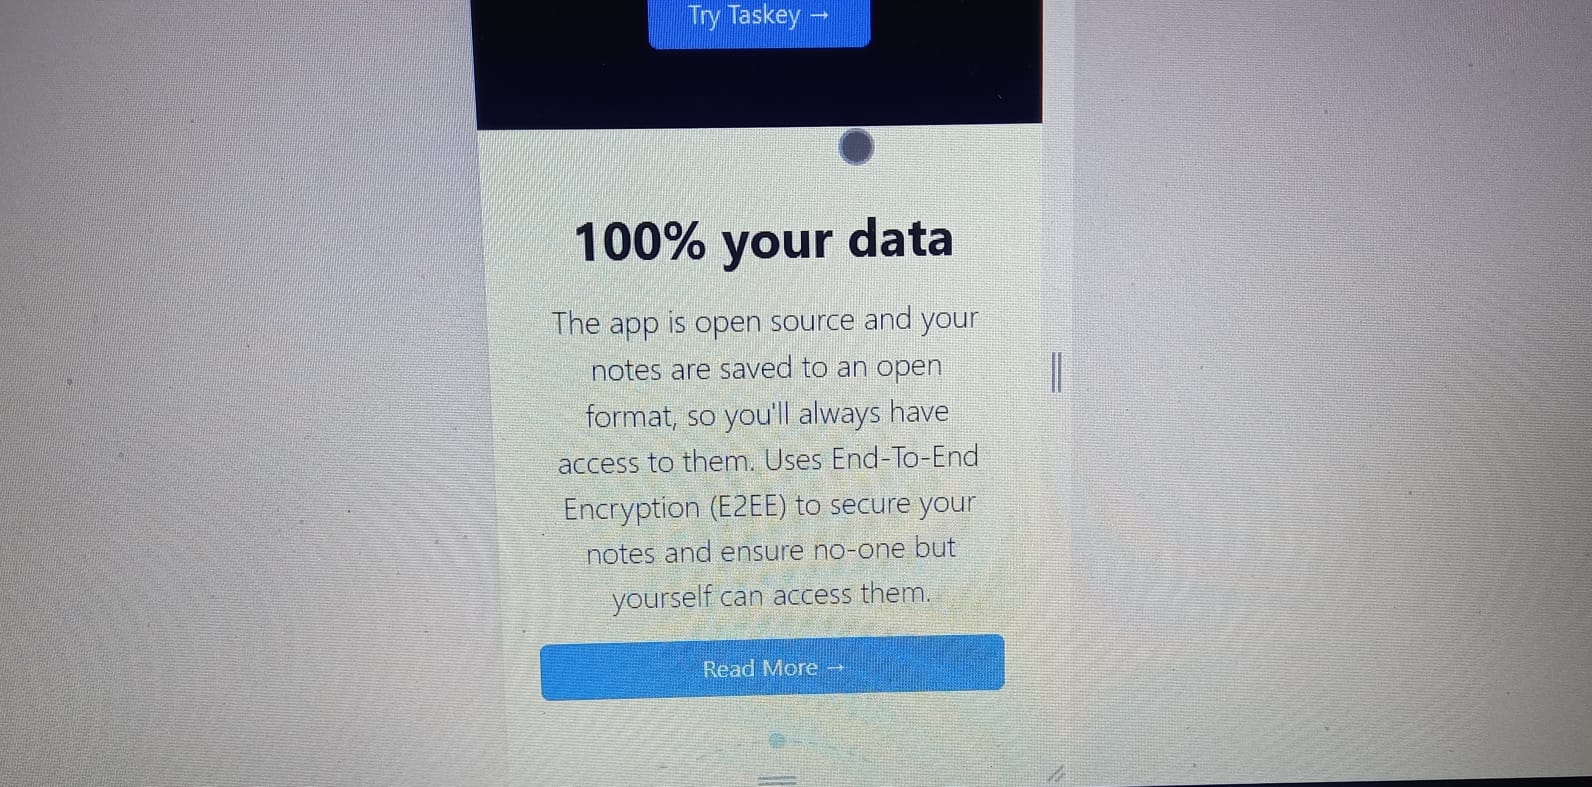 Try Taskey →
100% your data
The app is open source and your
notes are saved to an open
format, so you'll always have
access to them. Uses End-To-End
Encryption (E2EE) to secure your
notes and ensure no-one but
yourself can access them.
Read More →